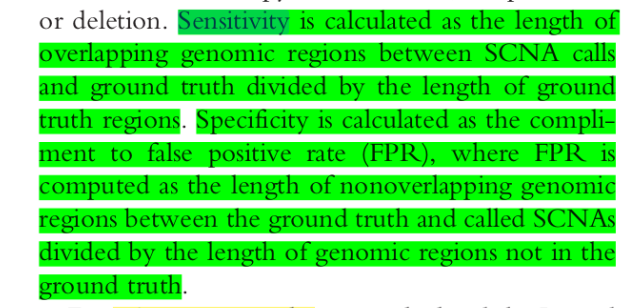 or deletion. Sensitivity is calculated as the length of
overlapping genomic regions between SCNA calls
and ground truth divided by the length of ground
truth regions. Specificity is calculated as the compli-
ment to false positive rate (FPR), where FPR is
computed as the length of nonoverlapping genomic
regions between the ground truth and called SCNAs
divided by the length of genomic regions not in the
ground truth.